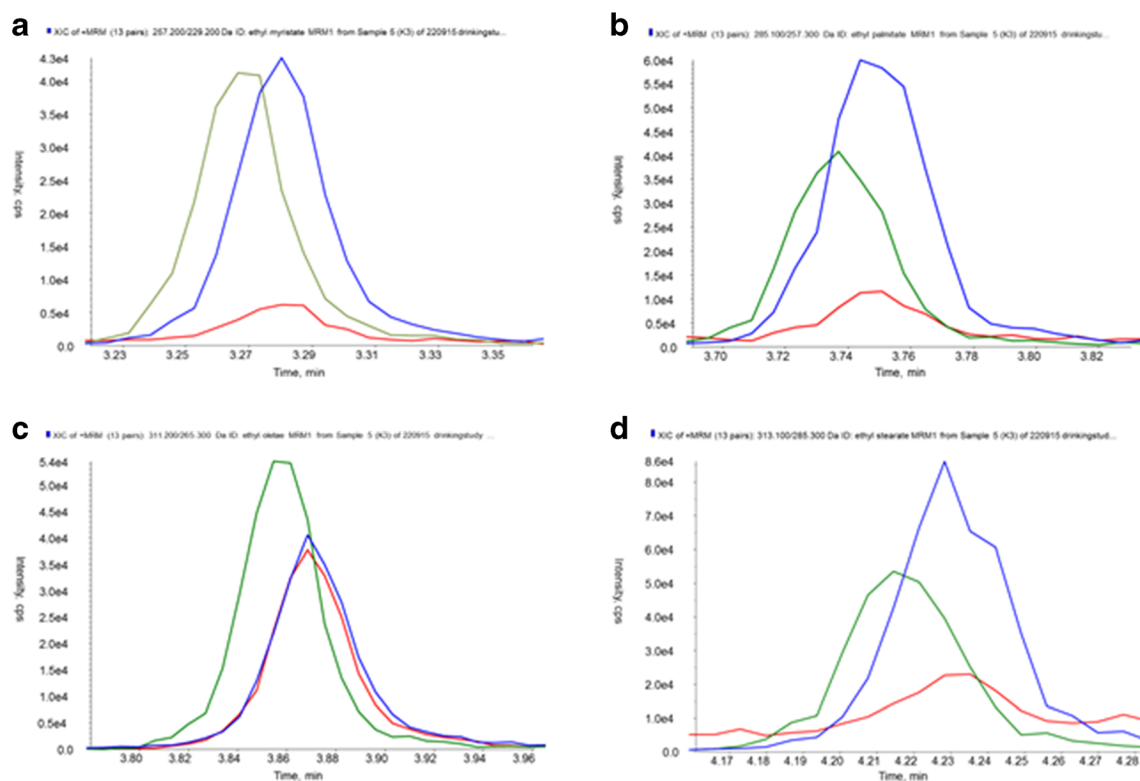 a
XIC of +MRM (13 pairs): 257.200/229.200 Da ID: ethyl myristate MRM1 from Sample 5 (K3) of 220915 drinkingstu...
4.3e4
4.0e4
3.5e4
3.0e4
2.5e4
2.0e4
1.5e4
1.0e4
0.5e4
0.0
Intensity, cps
3.23 3.25 3.27 3.29 3.31 3.33 3.35
Time, min
b
XIC of +MRM (13 pairs): 285.100/257.300 Da ID: ethyl palmitate MRM1 from Sample 5 (K3) of 220915 drinkingstu...
6.0e4
5.5e4
5.0e4
4.5e4
4.0e4
3.5e4
3.0e4
2.5e4
2.0e4
1.5e4
1.0e4
0.5e4
0.0
Intensity, cps
3.70 3.72 3.74 3.76 3.78 3.80 3.82
Time, min
c
XIC of +MRM (13 pairs): 311.200/265.300 Da ID: ethyl oletae MRM1 from Sample 5 (K3) of 220915 drinkingstudy ...
5.4e4
5.0e4
4.5e4
4.0e4
3.5e4
3.0e4
2.5e4
2.0e4
1.5e4
1.0e4
0.5e4
0.0
Intensity, cps
3.80 3.82 3.84 3.86 3.88 3.90 3.92 3.94 3.96
Time, min
d
XIC of +MRM (13 pairs): 313.100/285.300 Da ID: ethyl stearate MRM1 from Sample 5 (K3) of 220915 drinkingstud...
8.6e4
8.0e4
7.0e4
6.0e4
5.0e4
4.0e4
3.0e4
2.0e4
1.0e4
0.0
Intensity, cps
4.17 4.18 4.19 4.20 4.21 4.22 4.23 4.24 4.25 4.26 4.27 4.28
Time, min